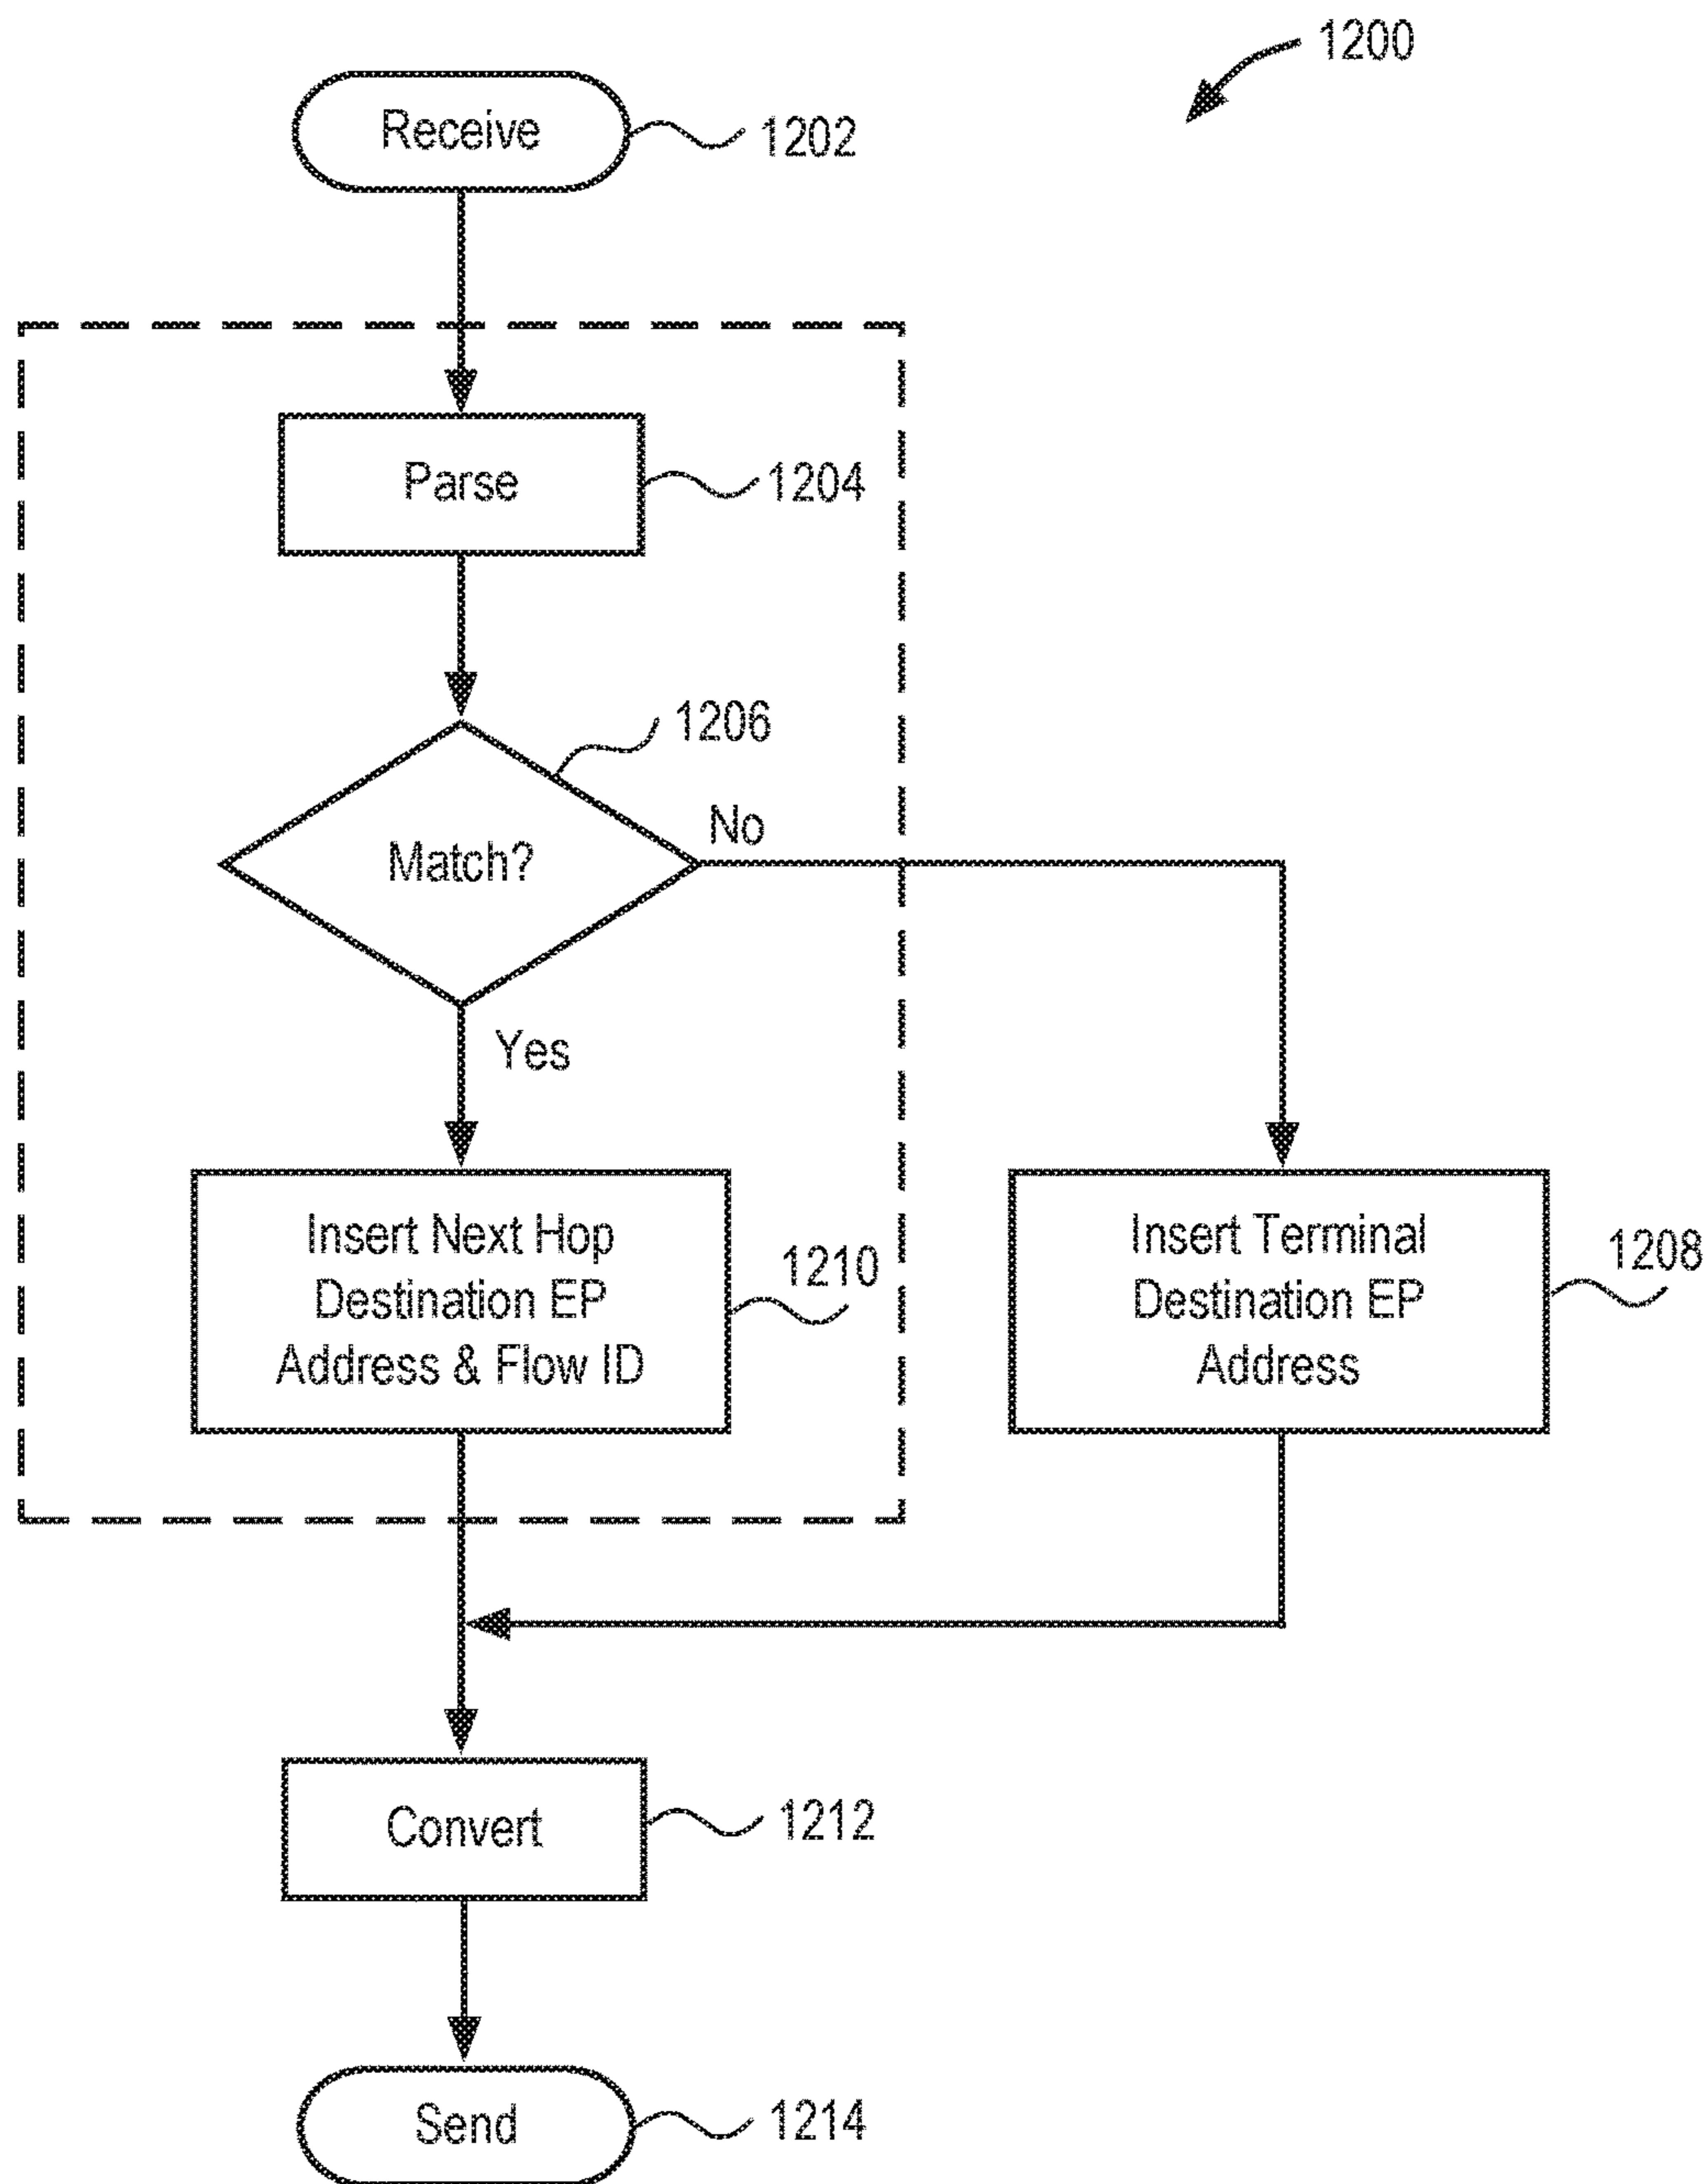 1200
Receive
1202
Parse
1204
1206
Match?
No
Yes
Insert Next Hop
Destination EP
Address & Flow ID
1210
Insert Terminal
Destination EP
Address
1208
Convert
1212
Send
1214